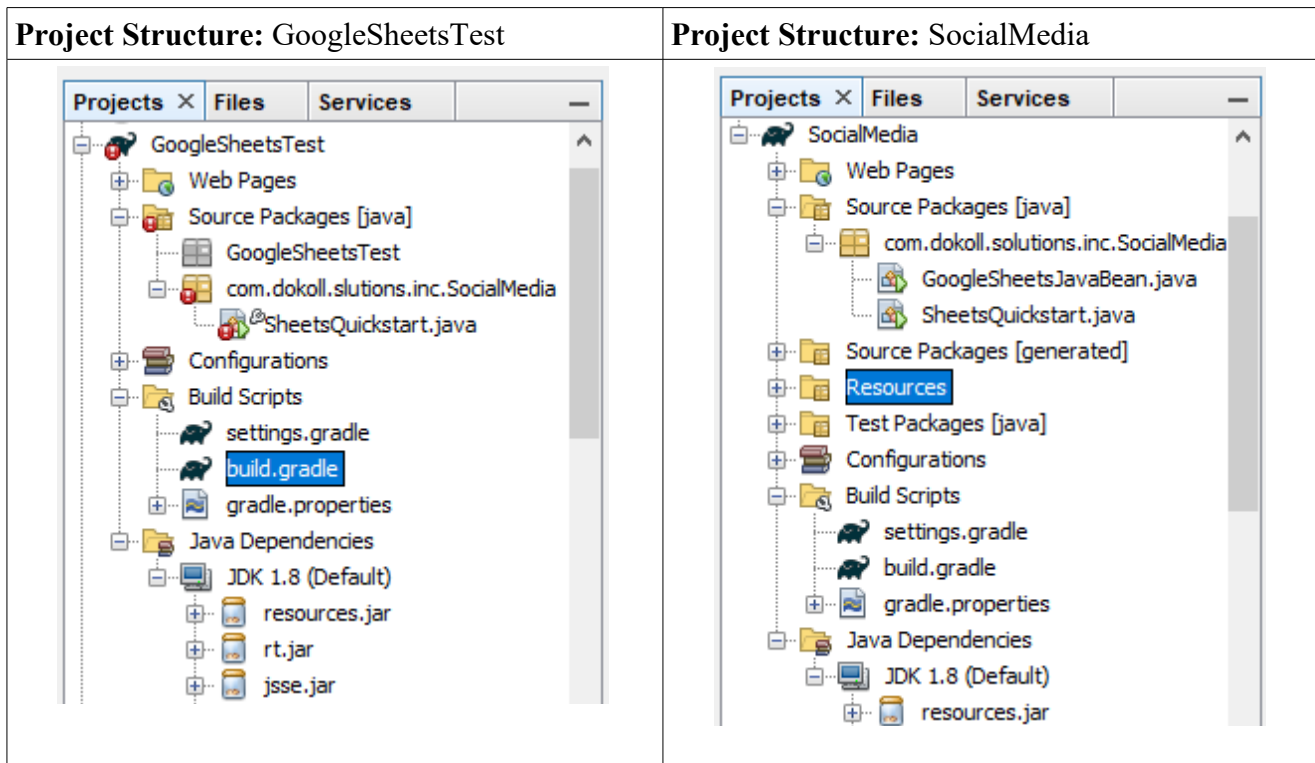 Project Structure: GoogleSheetsTest
Projects Files Services
GoogleSheetsTest
Web Pages
Source Packages [java]
GoogleSheetsTest
com.dokoll.slutions.inc.SocialMedia
SheetsQuickstart.java
Configurations
Build Scripts
settings.gradle
build.gradle
gradle.properties
Java Dependencies
JDK 1.8 (Default)
resources.jar
rt.jar
jsse.jar
Project Structure: SocialMedia
Projects Files Services
SocialMedia
Web Pages
Source Packages [java]
com.dokoll.solutions.inc.SocialMedia
GoogleSheetsJavaBean.java
SheetsQuickstart.java
Source Packages [generated]
Resources
Test Packages [java]
Configurations
Build Scripts
settings.gradle
build.gradle
gradle.properties
Java Dependencies
JDK 1.8 (Default)
resources.jar